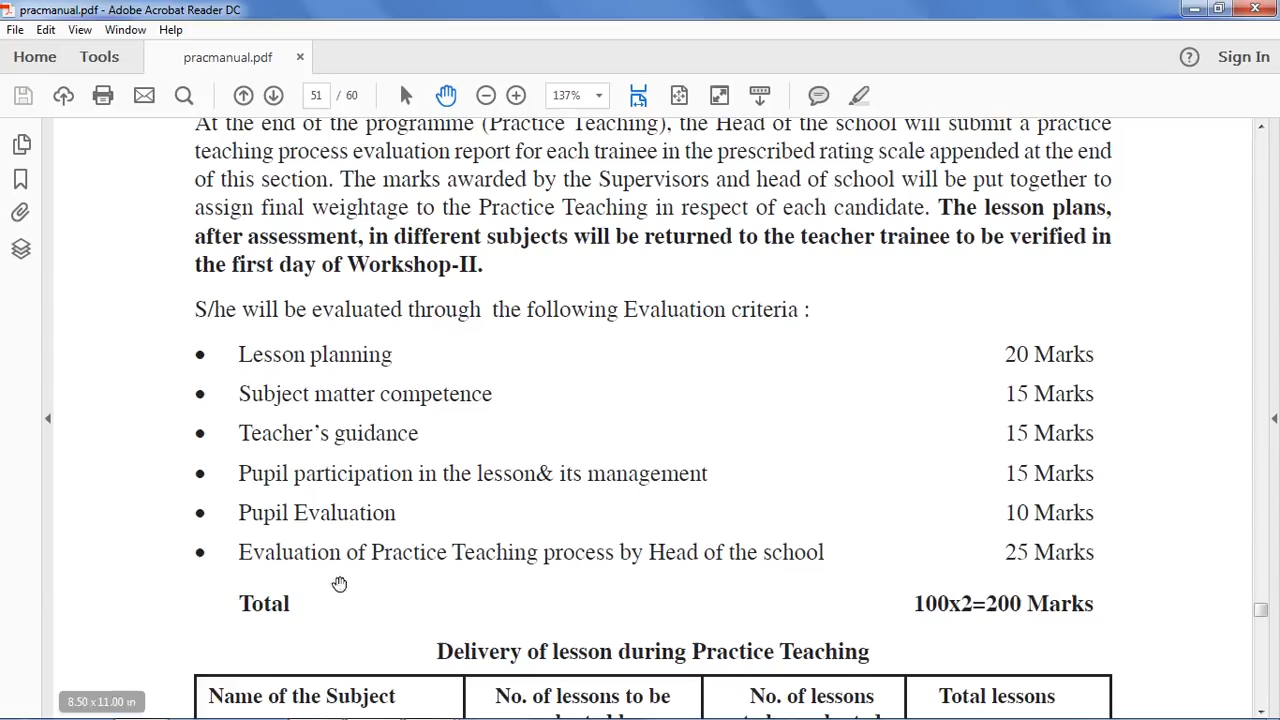 pracmanual.pdf - Adobe Acrobat Reader DC
File Edit View Window Help
Home Tools pracmanual.pdf × ? Sign In
51 / 60 137%
At the end of the programme (Practice Teaching), the Head of the school will submit a practice
teaching process evaluation report for each trainee in the prescribed rating scale appended at the end
of this section. The marks awarded by the Supervisors and head of school will be put together to
assign final weightage to the Practice Teaching in respect of each candidate. The lesson plans,
after assessment, in different subjects will be returned to the teacher trainee to be verified in
the first day of Workshop-II.
S/he will be evaluated through the following Evaluation criteria :
• Lesson planning 20 Marks
• Subject matter competence 15 Marks
• Teacher's guidance 15 Marks
• Pupil participation in the lesson& its management 15 Marks
• Pupil Evaluation 10 Marks
• Evaluation of Practice Teaching process by Head of the school 25 Marks
Total 100x2=200 Marks
Delivery of lesson during Practice Teaching
Name of the Subject No. of lessons to be No. of lessons Total lessons
8.50 x 11.00 in